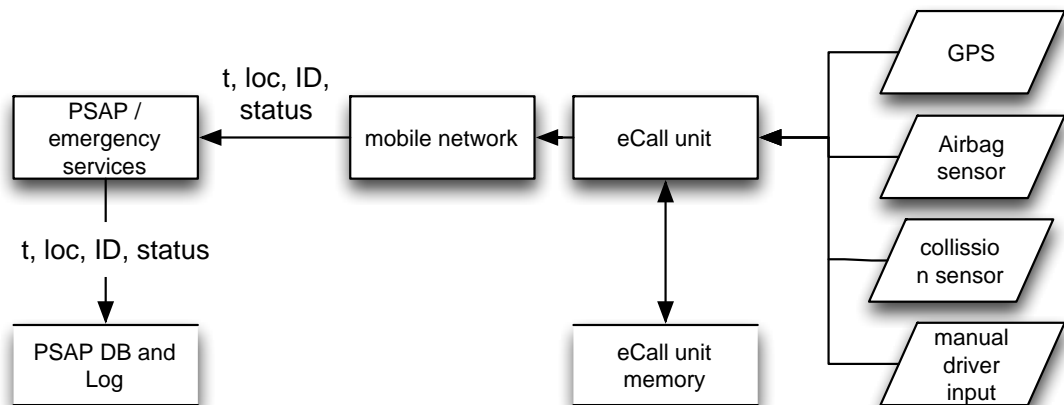 GPS
t, loc, ID,
status
PSAP /
emergency
services
mobile network
eCall unit
Airbag
sensor
t, loc, ID, status
collissio
n sensor
PSAP DB and
Log
eCall unit
memory
manual
driver
input